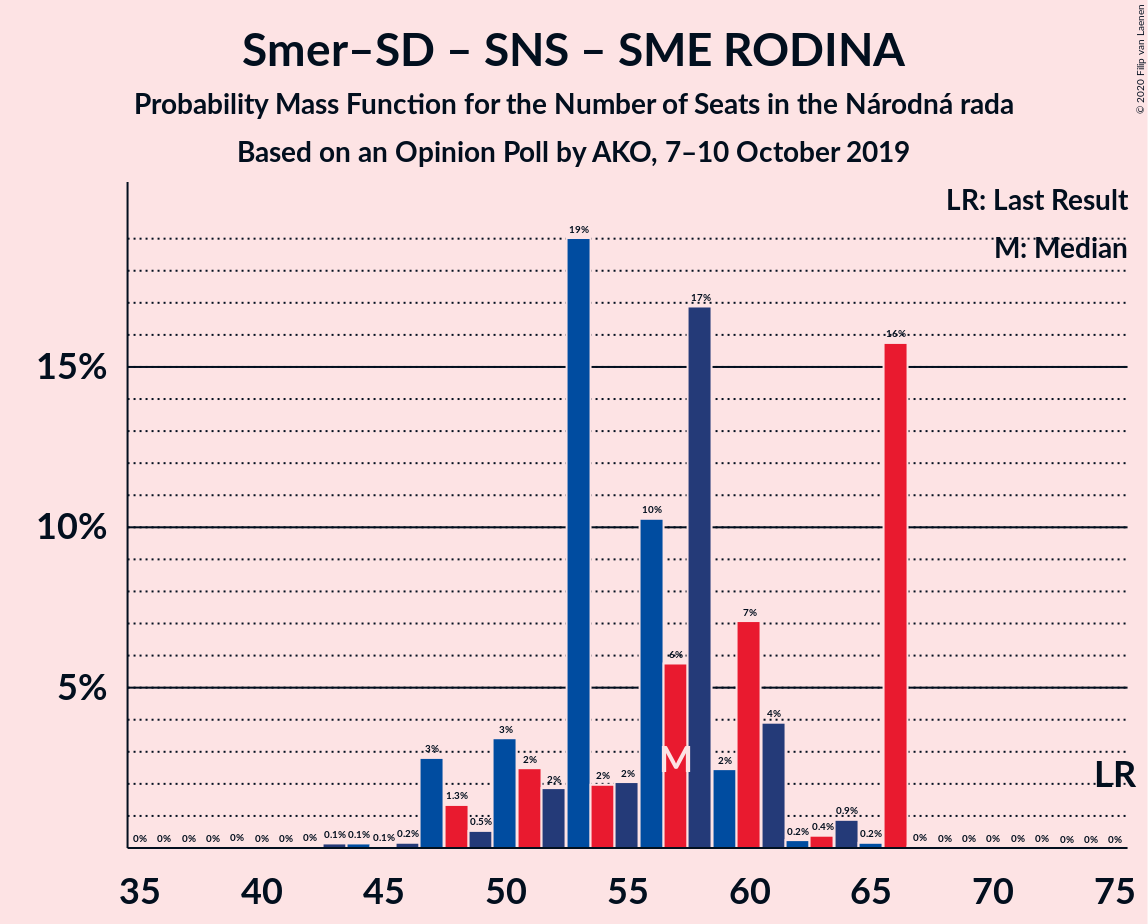 Smer–SD – SNS – SME RODINA
Probability Mass Function for the Number of Seats in the Národná rada
Based on an Opinion Poll by AKO, 7–10 October 2019
© 2020 Filip van Laenen
LR: Last Result
M: Median
15%
10%
5%
0% 0% 0% 0% 0% 0% 0% 0% 0.1% 0.1% 0.1% 0.2% 3% 1.3% 0.5% 3% 2% 2% 19% 2% 2% 10% 6% 17% 2% 7% 4% 0.2% 0.4% 0.9% 0.2% 16% 0% 0% 0% 0% 0% 0% 0% 0% 0%
M
LR
35 40 45 50 55 60 65 70 75